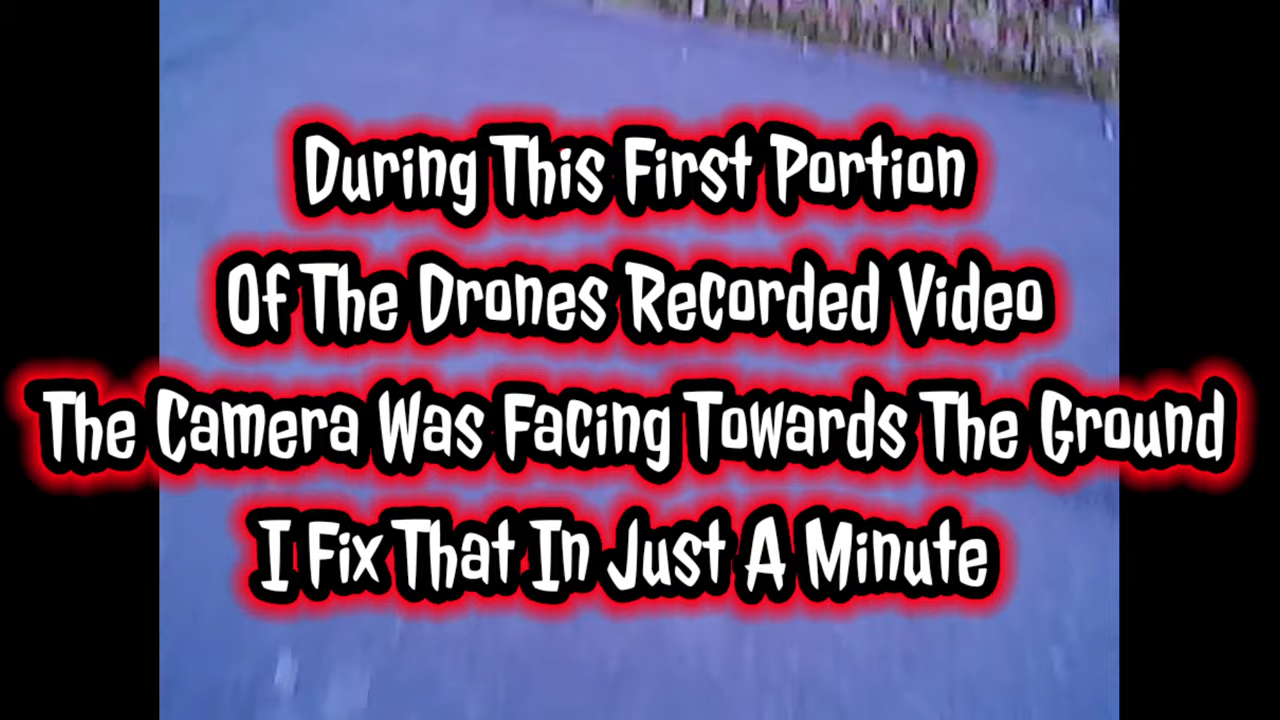 During This First Portion
Of The Drones Recorded Video
The Camera Was Facing Towards The Ground
I Fix That In Just A Minute